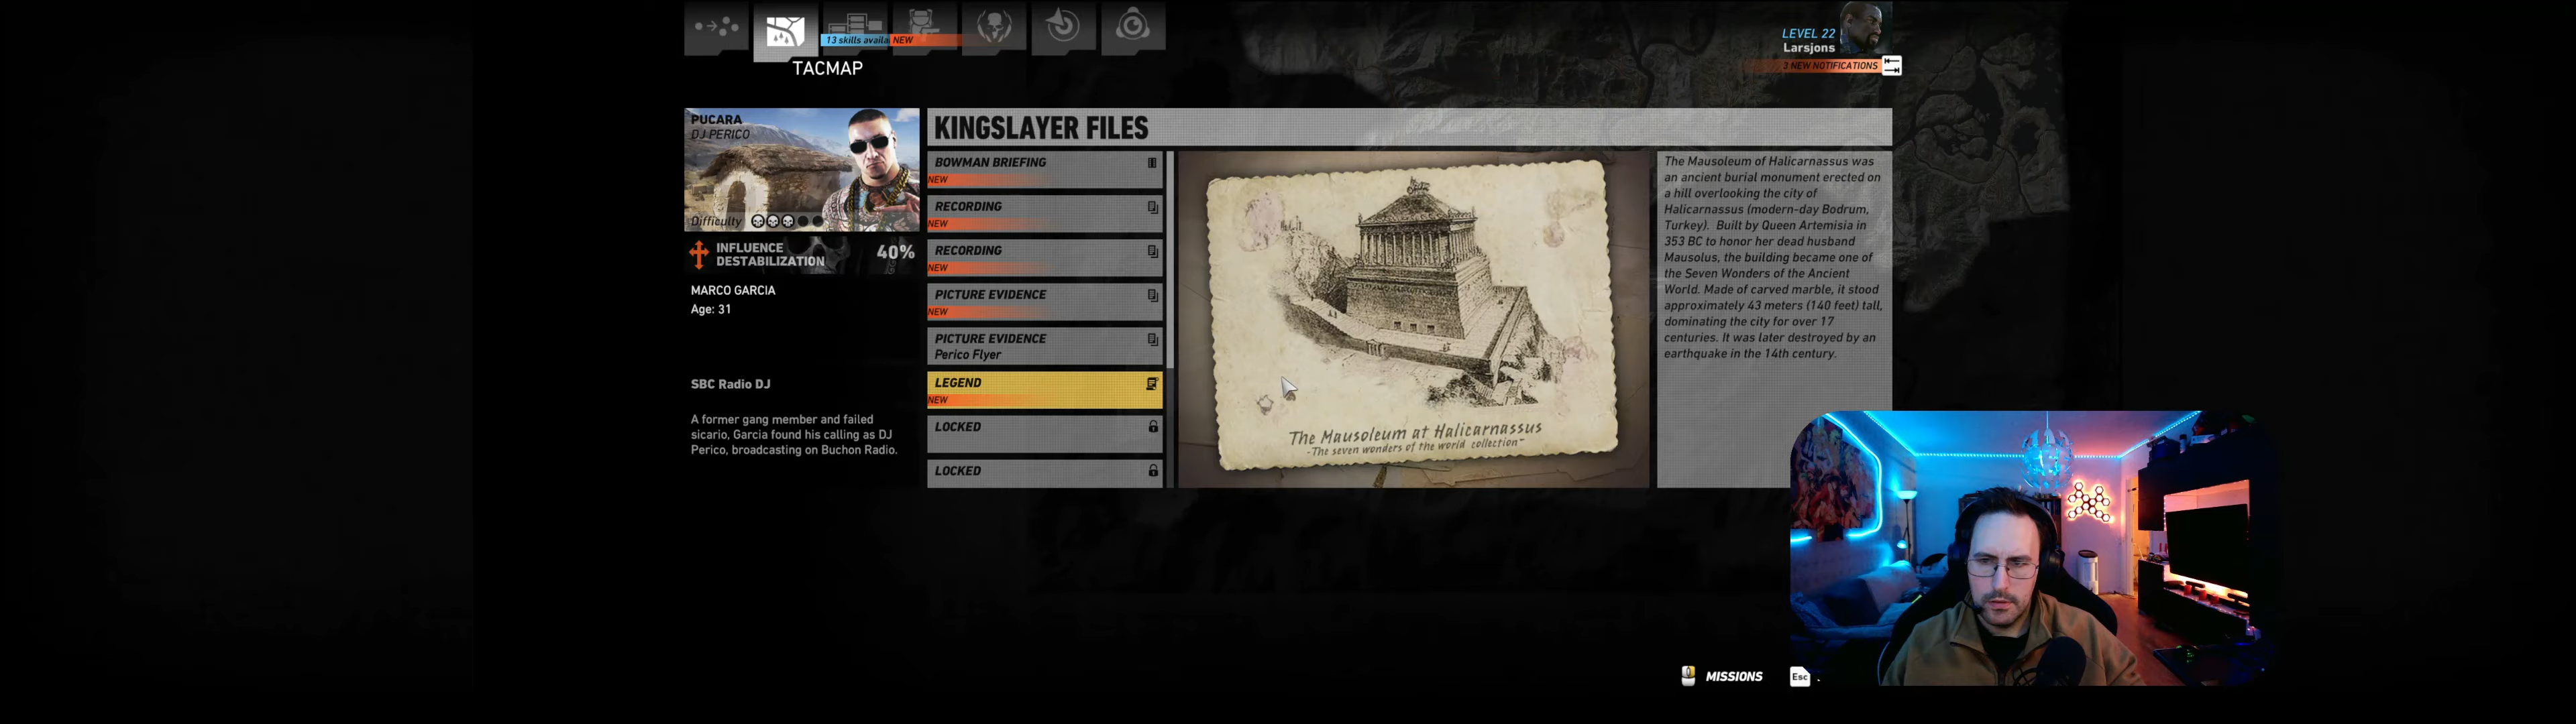 13 skills availa NEW
TACMAP
LEVEL 22
Larsjons
3 NEW NOTIFICATIONS
PUCARA
DJ PERICO
Difficulty
INFLUENCE
DESTABILIZATION
40%
MARCO GARCIA
Age: 31
SBC Radio DJ
A former gang member and failed
sicario, Garcia found his calling as DJ
Perico, broadcasting on Buchon Radio.
KINGSLAYER FILES
BOWMAN BRIEFING
NEW
RECORDING
NEW
RECORDING
NEW
PICTURE EVIDENCE
NEW
PICTURE EVIDENCE
Perico Flyer
LEGEND
NEW
LOCKED
LOCKED
The Mausoleum at Halicarnassus
-The seven wonders of the world collection-
The Mausoleum of Halicarnassus was
an ancient burial monument erected on
a hill overlooking the city of
Halicarnassus (modern-day Bodrum,
Turkey). Built by Queen Artemisia in
353 BC to honor her dead husband
Mausolus, the building became one of
the Seven Wonders of the Ancient
World. Made of carved marble, it stood
approximately 43 meters (140 feet) tall,
dominating the city for over 17
centuries. It was later destroyed by an
earthquake in the 14th century.
MISSIONS
Esc